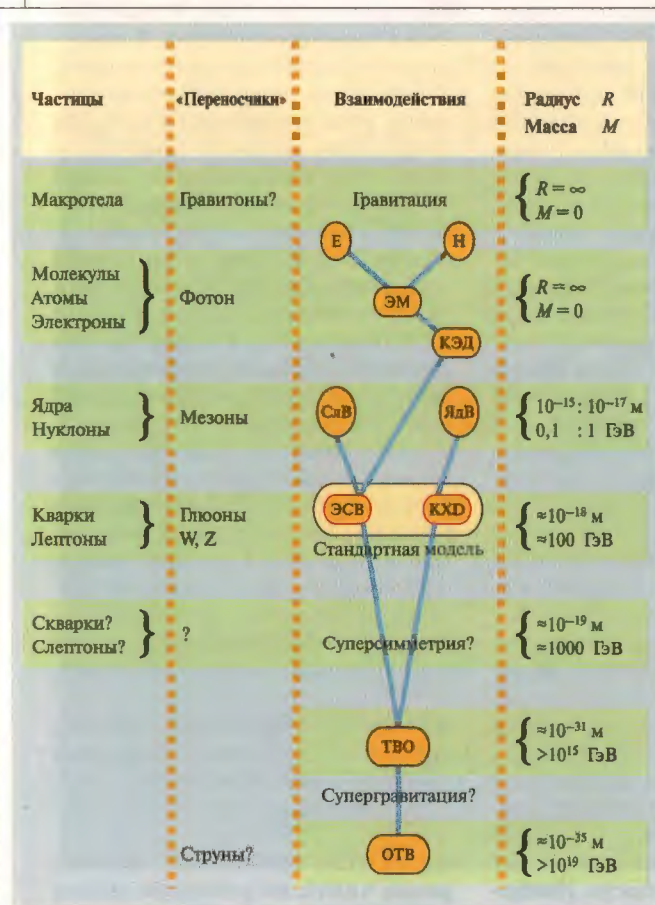 Частицы «Переносчики» Взаимодействия Радиус R
Масса M
Макротела Гравитоны? Гравитация { R = ∞
M = 0
Е Н
Молекулы
Атомы } Фотон ЭМ { R = ∞
Электроны M = 0
КЭД
Ядра } Мезоны СлВ ЯдВ { 10⁻¹⁵ : 10⁻¹⁷ м
Нуклоны 0,1 : 1 ГэВ
Кварки } Глюоны ЭСВ КХD { ≈10⁻¹⁸ м
Лептоны W, Z ≈100 ГэВ
Стандартная модель
Скварки? } ? Суперсимметрия? { ≈10⁻¹⁹ м
Слептоны? ≈1000 ГэВ
ТВО { ≈10⁻³¹ м
>10¹⁵ ГэВ
Супергравитация?
Струны? ОТВ { ≈10⁻³⁵ м
>10¹⁹ ГэВ